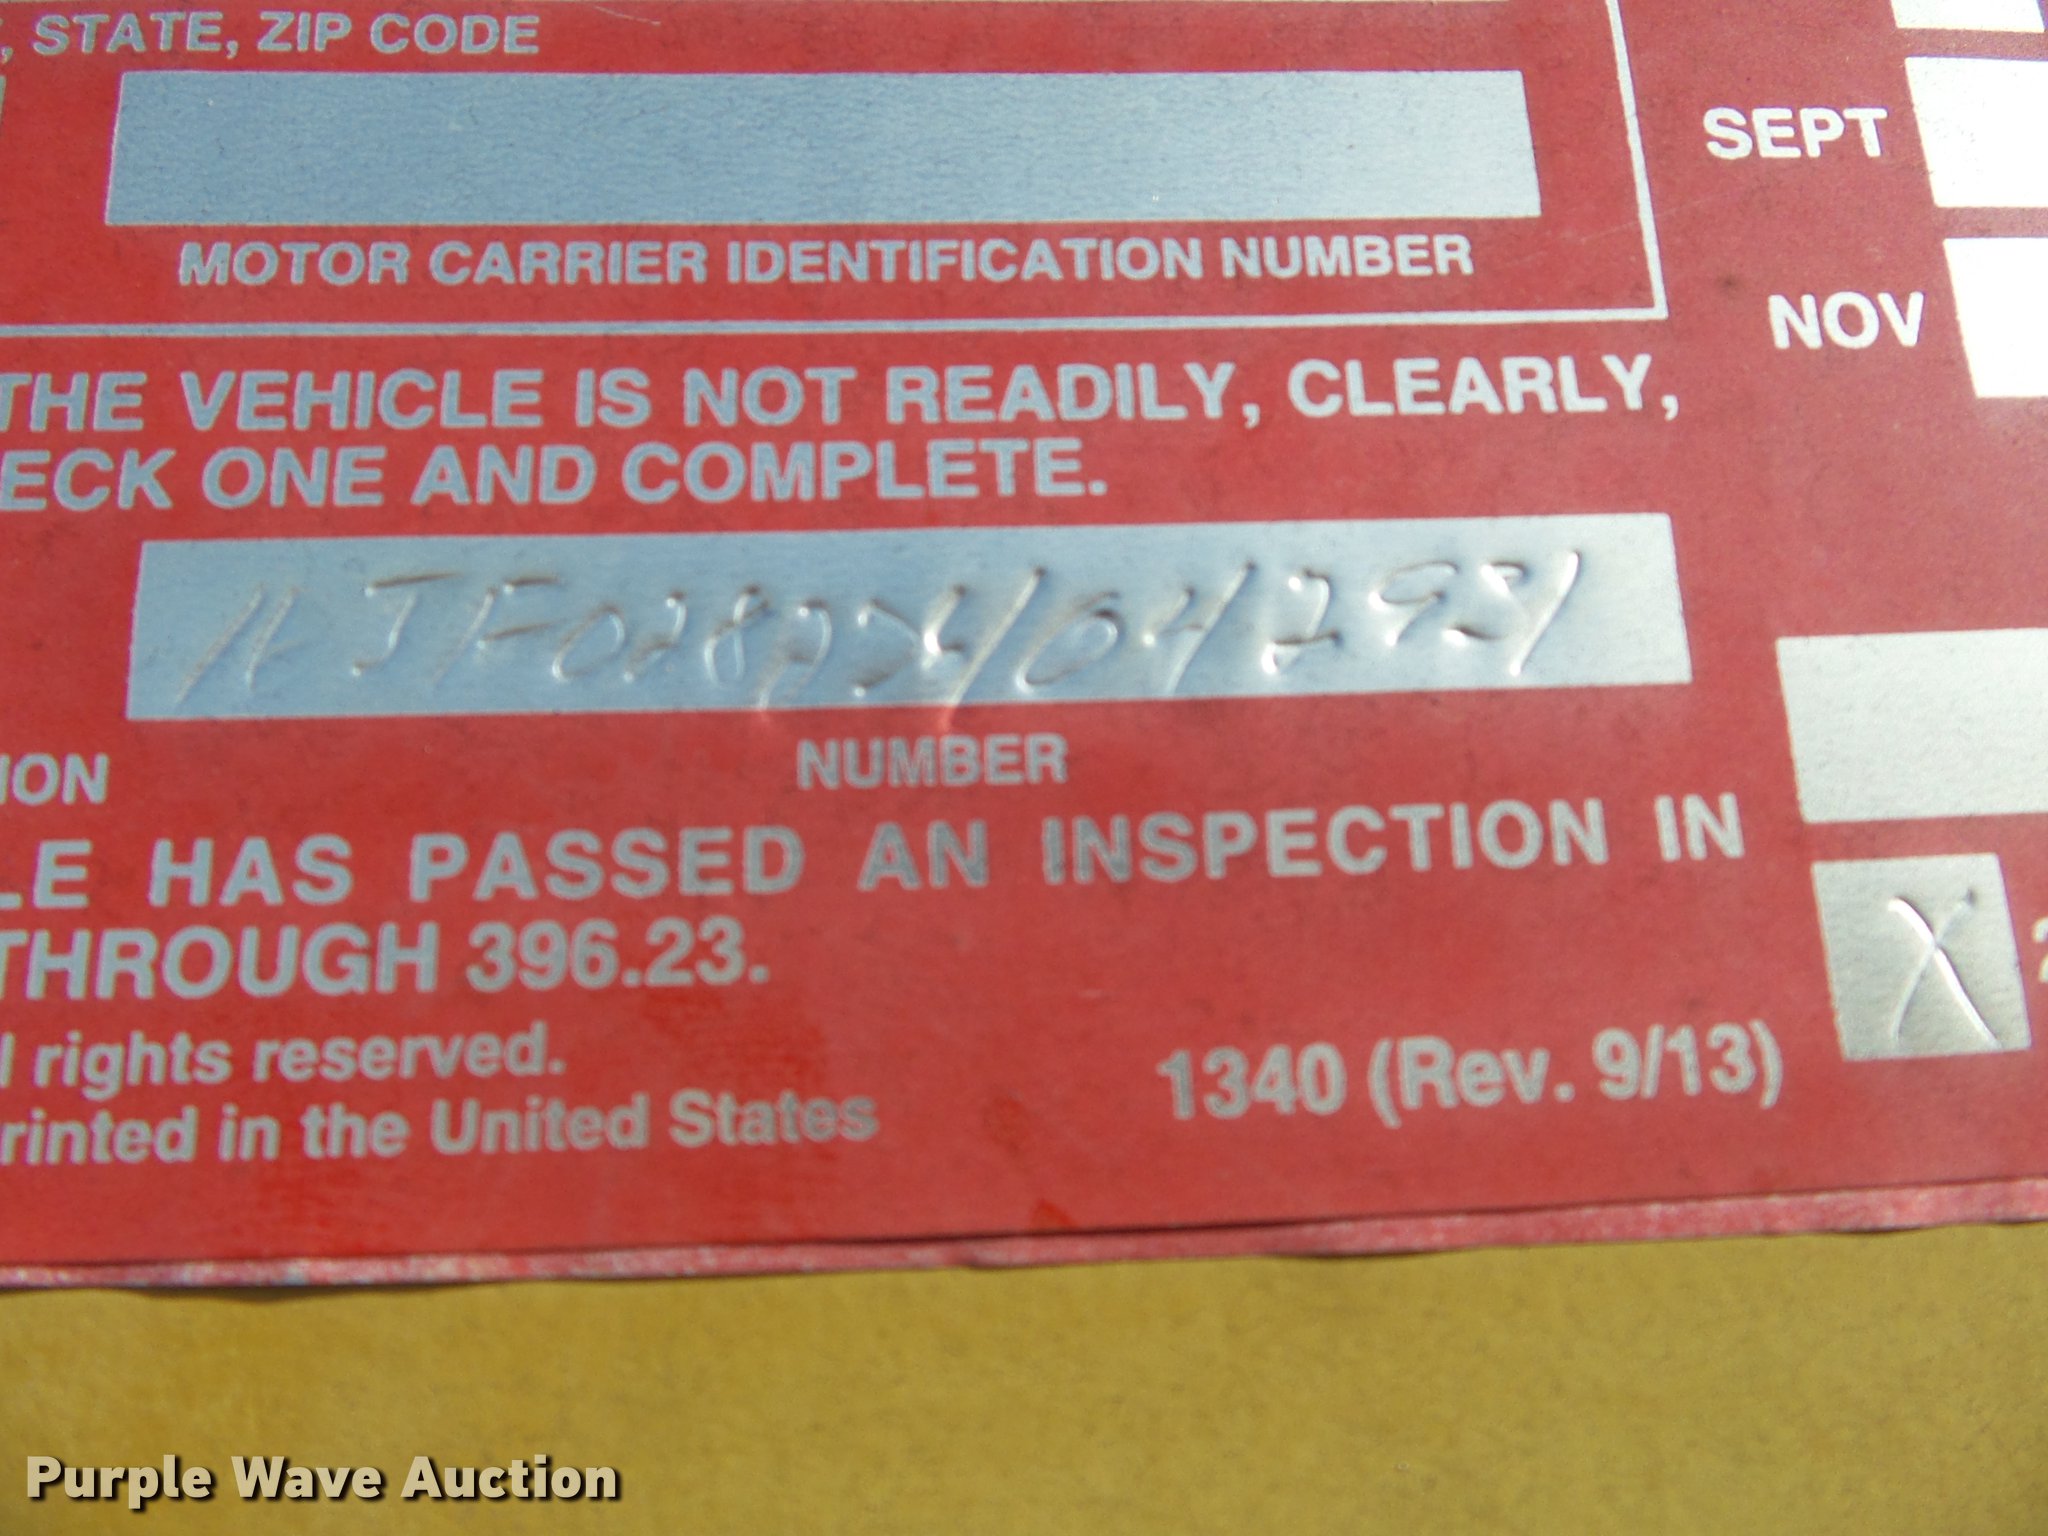 , STATE, ZIP CODE
MOTOR CARRIER IDENTIFICATION NUMBER
SEPT
NOV
THE VEHICLE IS NOT READILY, CLEARLY,
ECK ONE AND COMPLETE.
ION
NUMBER
LE HAS PASSED AN INSPECTION IN
THROUGH 396.23.
X
l rights reserved.
1340 (Rev. 9/13)
rinted in the United States
Purple Wave Auction